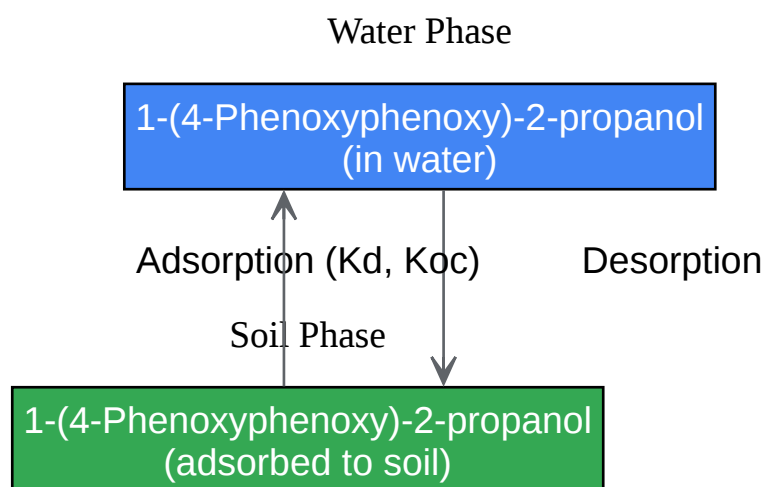 Water Phase
1-(4-Phenoxyphenoxy)-2-propanol
(in water)
Adsorption (Kd, Koc)
Desorption
Soil Phase
1-(4-Phenoxyphenoxy)-2-propanol
(adsorbed to soil)